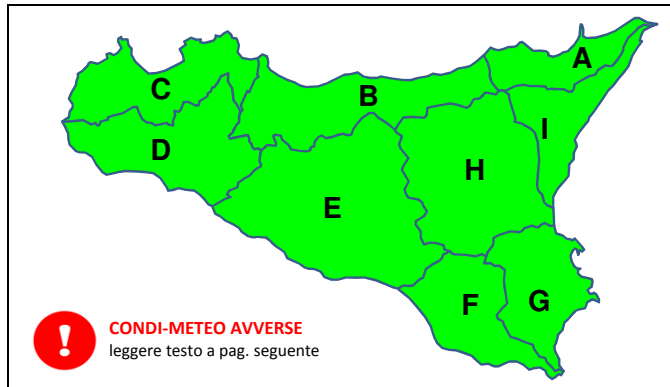 A
C
B
I
D
H
E
F
G
!
CONDI-METEO AVVERSE
leggere testo a pag. seguente